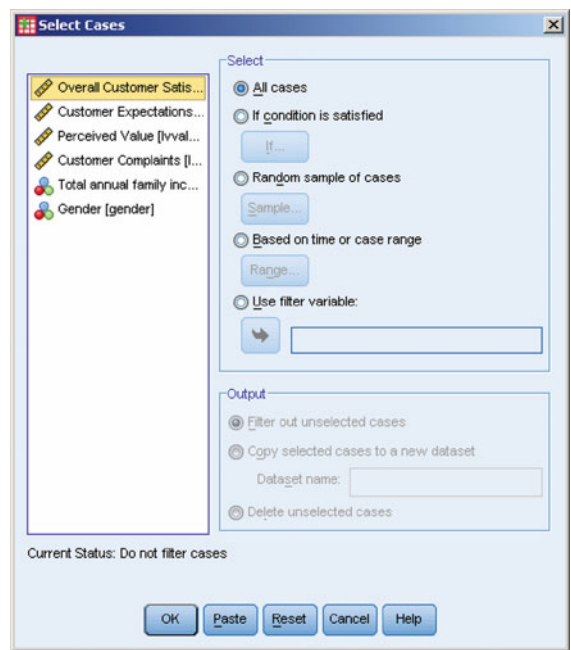 Select Cases
Overall Customer Satis...
Customer Expectations...
Perceived Value [lvval...
Customer Complaints [l...
Total annual family inc...
Gender [gender]
Select
All cases
If condition is satisfied
If...
Random sample of cases
Sample...
Based on time or case range
Range...
Use filter variable:
Output
Filter out unselected cases
Copy selected cases to a new dataset
Dataset name:
Delete unselected cases
Current Status: Do not filter cases
OK Paste Reset Cancel Help